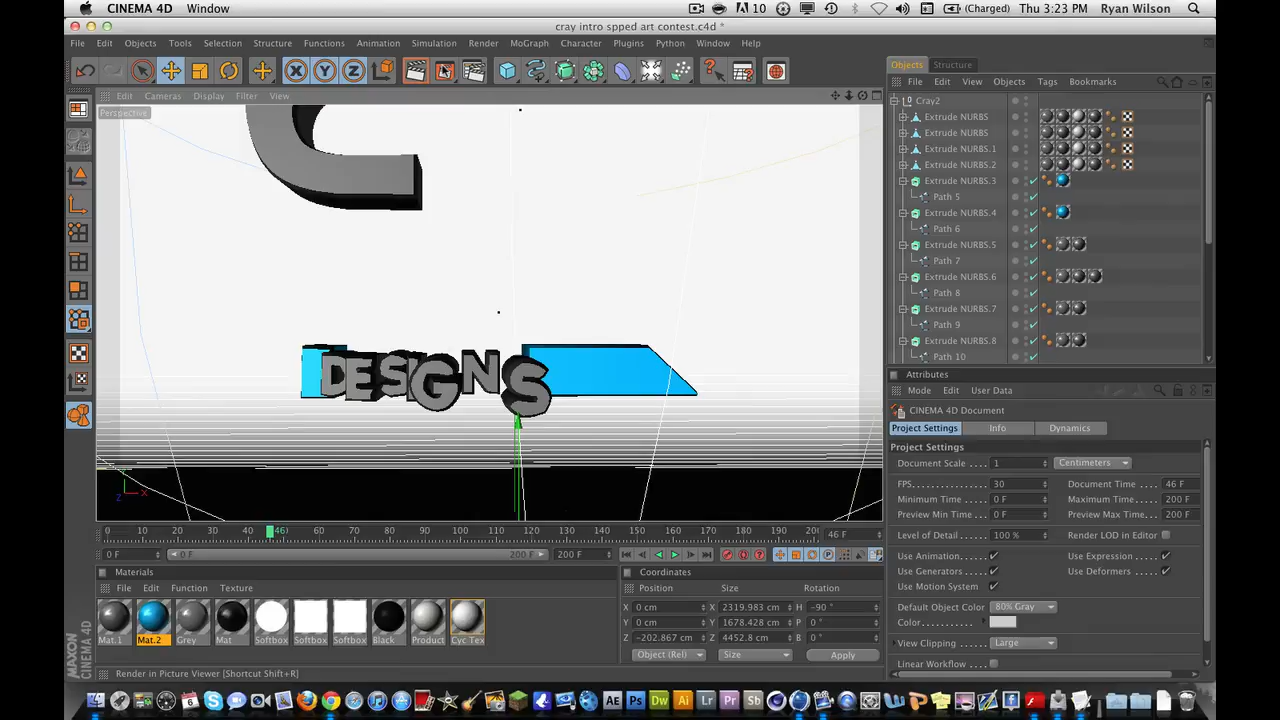 CINEMA 4D Window
10 (Charged) Thu 3:23 PM Ryan Wilson
cray intro spped art contest.c4d *
File Edit Objects Tools Selection Structure Functions Animation Simulation Render MoGraph Character Plugins Python Window Help
Edit Cameras Display Filter View
Perspective
DESIGNS
Z X
0 10 20 30 46 60 70 80 90 100 110 120 130 140 150 160 170 180 190 20 46 F
0 F 0 F 200 F 200 F
Materials
File Edit Function Texture
Mat.1 Mat.2 Grey Mat Softbox Softbox Softbox Black Product Cyc Tex
MAXON CINEMA 4D
Render in Picture Viewer [Shortcut Shift+R]
Coordinates
Position Size Rotation
X 0 cm X 2319.983 cm H -90 °
Y 0 cm Y 1678.428 cm P 0 °
Z -202.867 cm Z 4452.8 cm B 0 °
Object (Rel) Size Apply
Objects Structure
File Edit View Objects Tags Bookmarks
Cray2
Extrude NURBS
Extrude NURBS
Extrude NURBS.1
Extrude NURBS.2
Extrude NURBS.3
Path 5
Extrude NURBS.4
Path 6
Extrude NURBS.5
Path 7
Extrude NURBS.6
Path 8
Extrude NURBS.7
Path 9
Extrude NURBS.8
Path 10
Attributes
Mode Edit User Data
CINEMA 4D Document
Project Settings Info Dynamics
Project Settings
Document Scale .... 1 Centimeters
FPS............... 30 Document Time .. 46 F
Minimum Time .. 0 F Maximum Time .. 200 F
Preview Min Time .. 0 F Preview Max Time .. 200 F
Level of Detail .... 100 % Render LOD in Editor
Use Animation.... Use Expression....
Use Generators.. Use Deformers....
Use Motion System
Default Object Color 80% Gray
Color.
View Clipping Large
Linear Workflow
AE Ps Dw Ai Lr Pr Sb